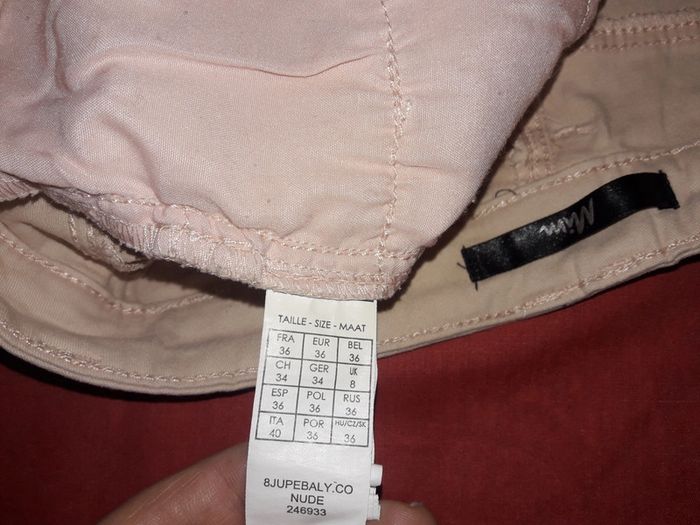 Mim
TAILLE - SIZE - MAAT
FRA EUR BEL
36 36 36
CH GER UK
34 34 8
ESP POL RUS
36 36 36
ITA POR HU/CZ/SK
40 36 36
8JUPEBALY.CO
NUDE
246933